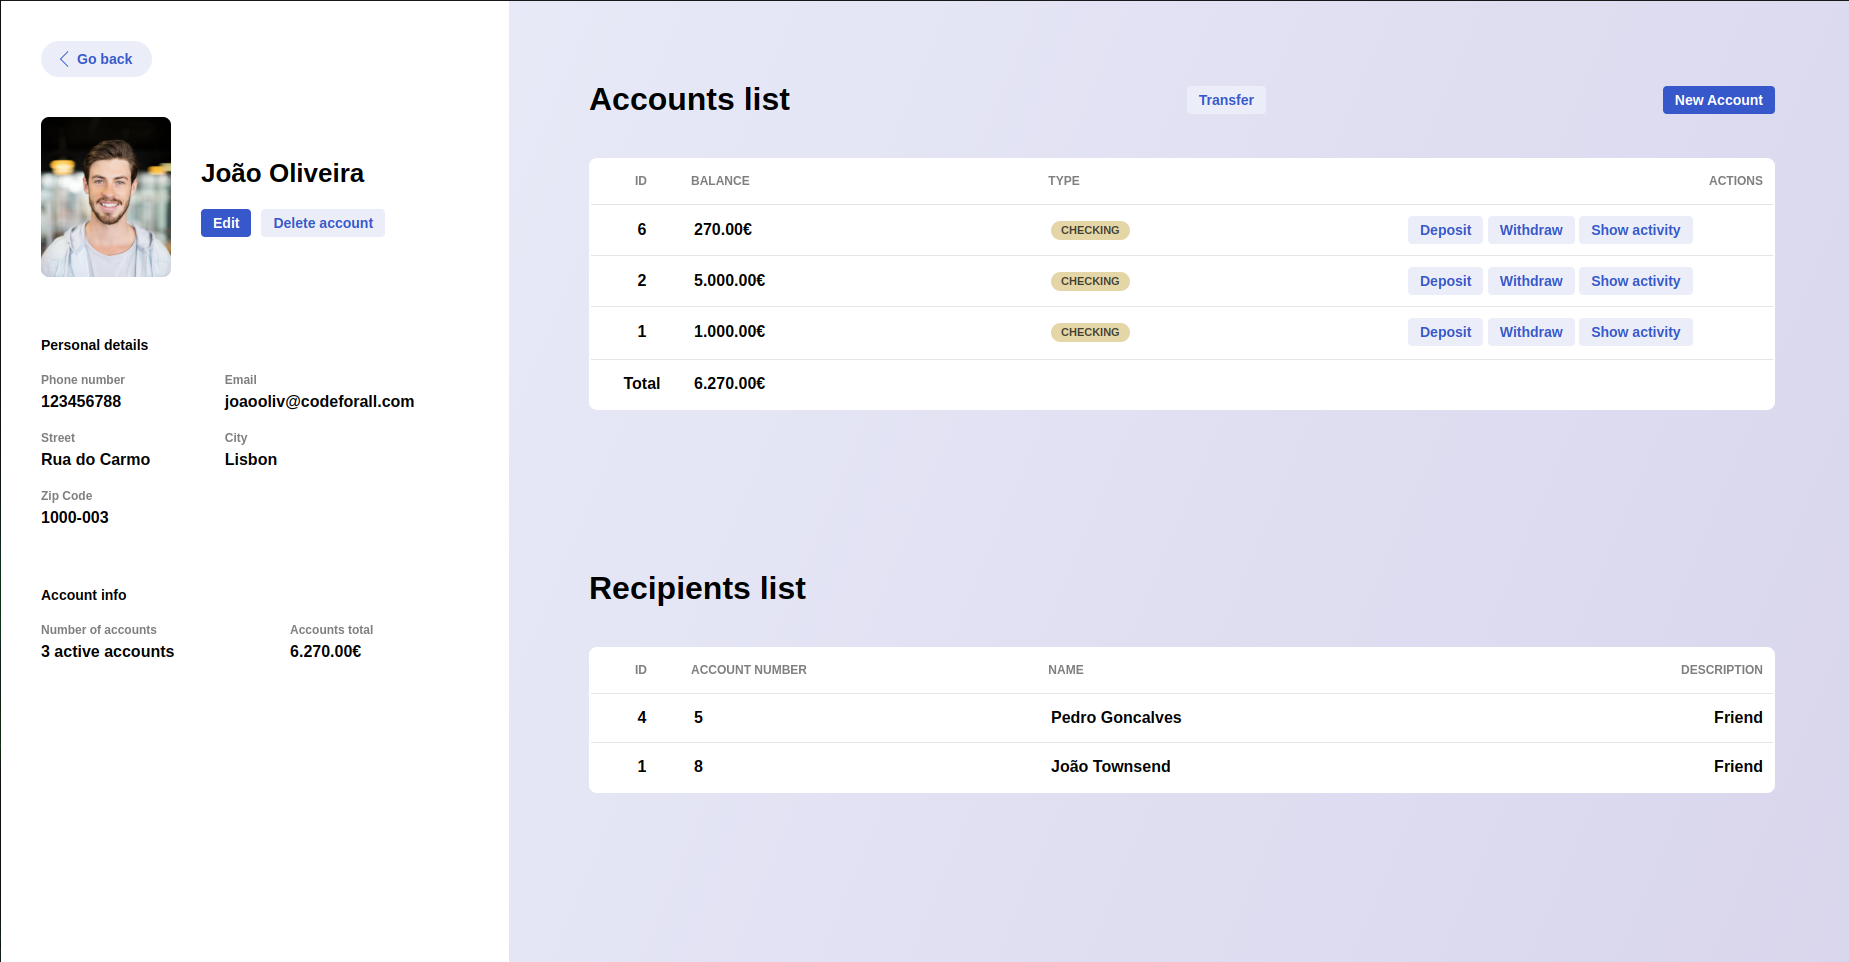 Go back
João Oliveira
Edit Delete account
Personal details
Phone number Email
123456788 joaooliv@codeforall.com
Street City
Rua do Carmo Lisbon
Zip Code
1000-003
Account info
Number of accounts Accounts total
3 active accounts 6.270.00€
Accounts list Transfer New Account
ID BALANCE TYPE ACTIONS
6 270.00€ CHECKING Deposit Withdraw Show activity
2 5.000.00€ CHECKING Deposit Withdraw Show activity
1 1.000.00€ CHECKING Deposit Withdraw Show activity
Total 6.270.00€
Recipients list
ID ACCOUNT NUMBER NAME DESCRIPTION
4 5 Pedro Goncalves Friend
1 8 João Townsend Friend